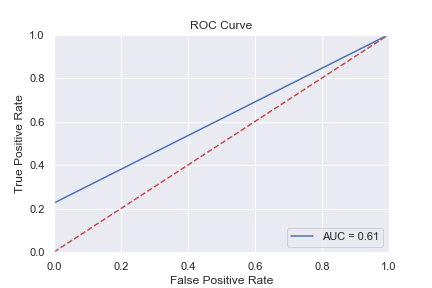 ROC Curve
True Positive Rate
1.0
0.8
0.6
0.4
0.2
0.0
AUC = 0.61
0.0 0.2 0.4 0.6 0.8 1.0
False Positive Rate